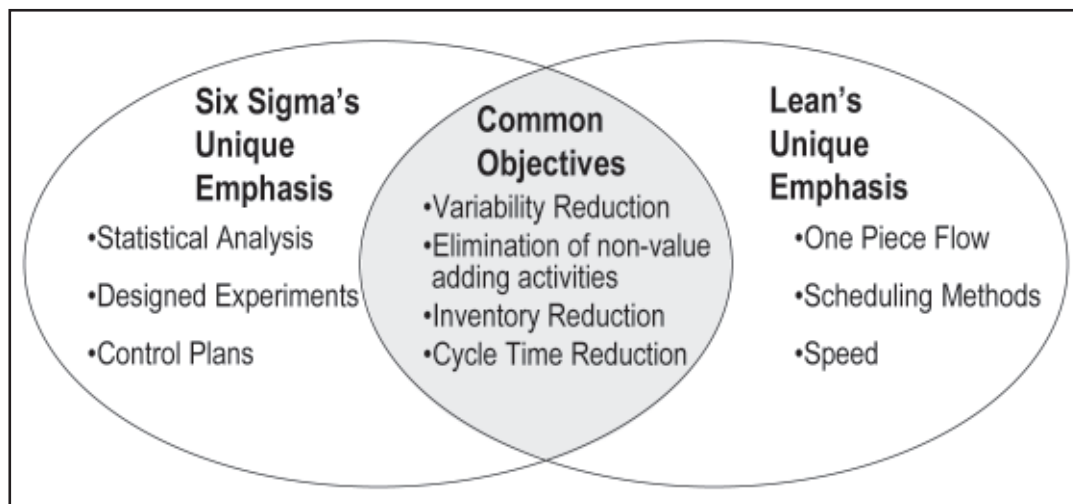 Six Sigma's
Unique
Emphasis
•Statistical Analysis
•Designed Experiments
•Control Plans
Common
Objectives
•Variability Reduction
•Elimination of non-value
adding activities
•Inventory Reduction
•Cycle Time Reduction
Lean's
Unique
Emphasis
•One Piece Flow
•Scheduling Methods
•Speed